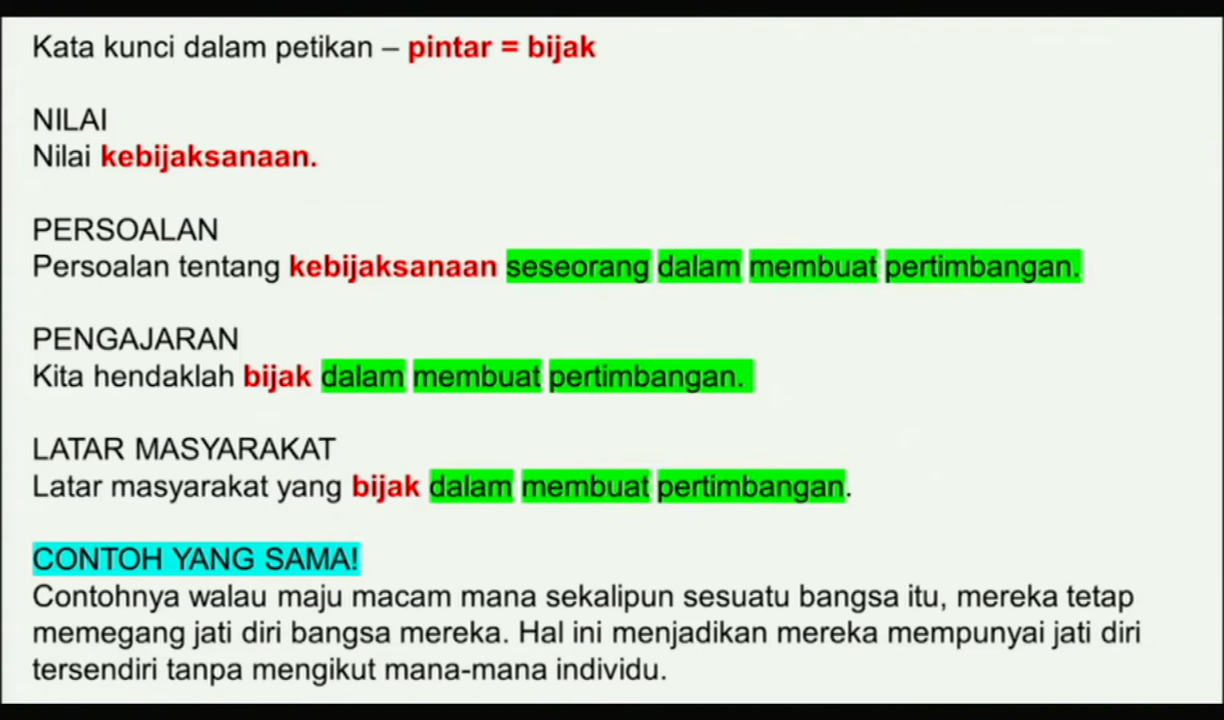 Kata kunci dalam petikan – pintar = bijak
NILAI
Nilai kebijaksanaan.
PERSOALAN
Persoalan tentang kebijaksanaan seseorang dalam membuat pertimbangan.
PENGAJARAN
Kita hendaklah bijak dalam membuat pertimbangan.
LATAR MASYARAKAT
Latar masyarakat yang bijak dalam membuat pertimbangan.
CONTOH YANG SAMA!
Contohnya walau maju macam mana sekalipun sesuatu bangsa itu, mereka tetap
memegang jati diri bangsa mereka. Hal ini menjadikan mereka mempunyai jati diri
tersendiri tanpa mengikut mana-mana individu.